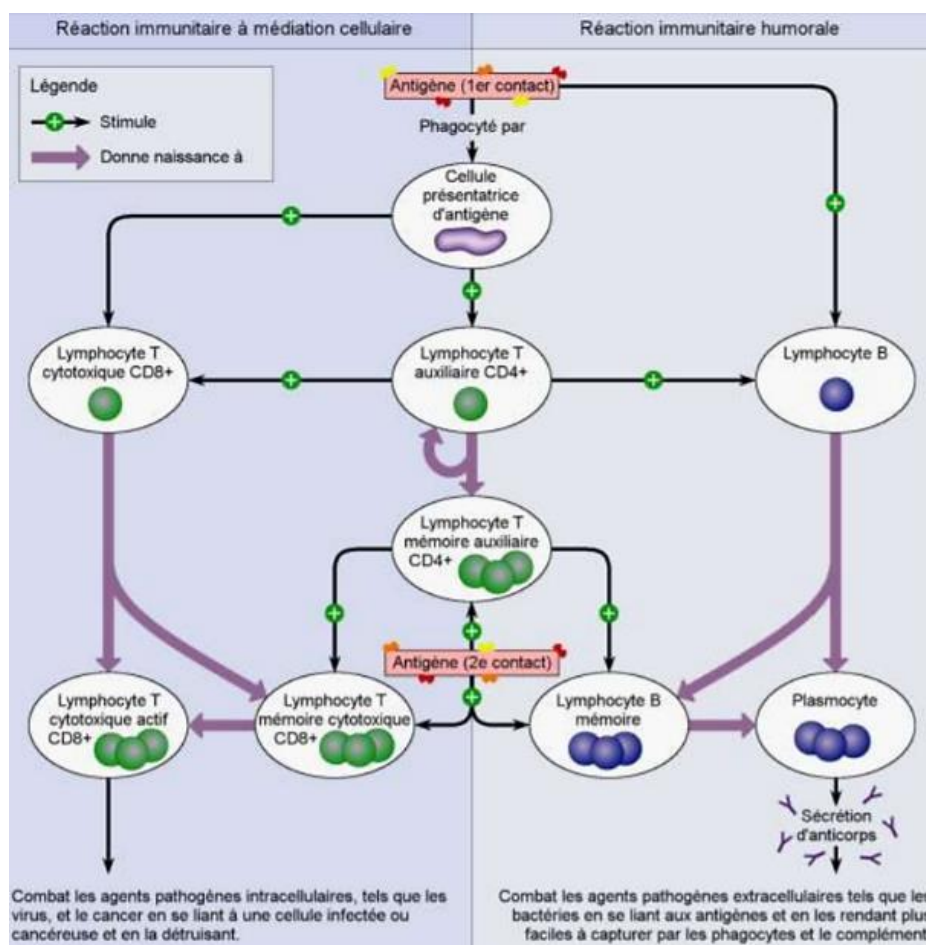 Réaction immunitaire à médiation cellulaire
Réaction immunitaire humorale
Légende
Stimule
Donne naissance à
Antigène (1er contact)
Phagocyté par
Cellule
présentatrice
d'antigène
Lymphocyte T
cytotoxique CD8+
Lymphocyte T
auxiliaire CD4+
Lymphocyte B
Lymphocyte T
mémoire auxiliaire
CD4+
Antigène (2e contact)
Lymphocyte T
cytotoxique actif
CD8+
Lymphocyte T
mémoire cytotoxique
CD8+
Lymphocyte B
mémoire
Plasmocyte
Sécrétion
d'anticorps
Combat les agents pathogènes intracellulaires, tels que les
virus, et le cancer en se liant à une cellule infectée ou
cancéreuse et en la détruisant.
Combat les agents pathogènes extracellulaires tels que les
bactéries en se liant aux antigènes et en les rendant plus
faciles à capturer par les phagocytes et le complément